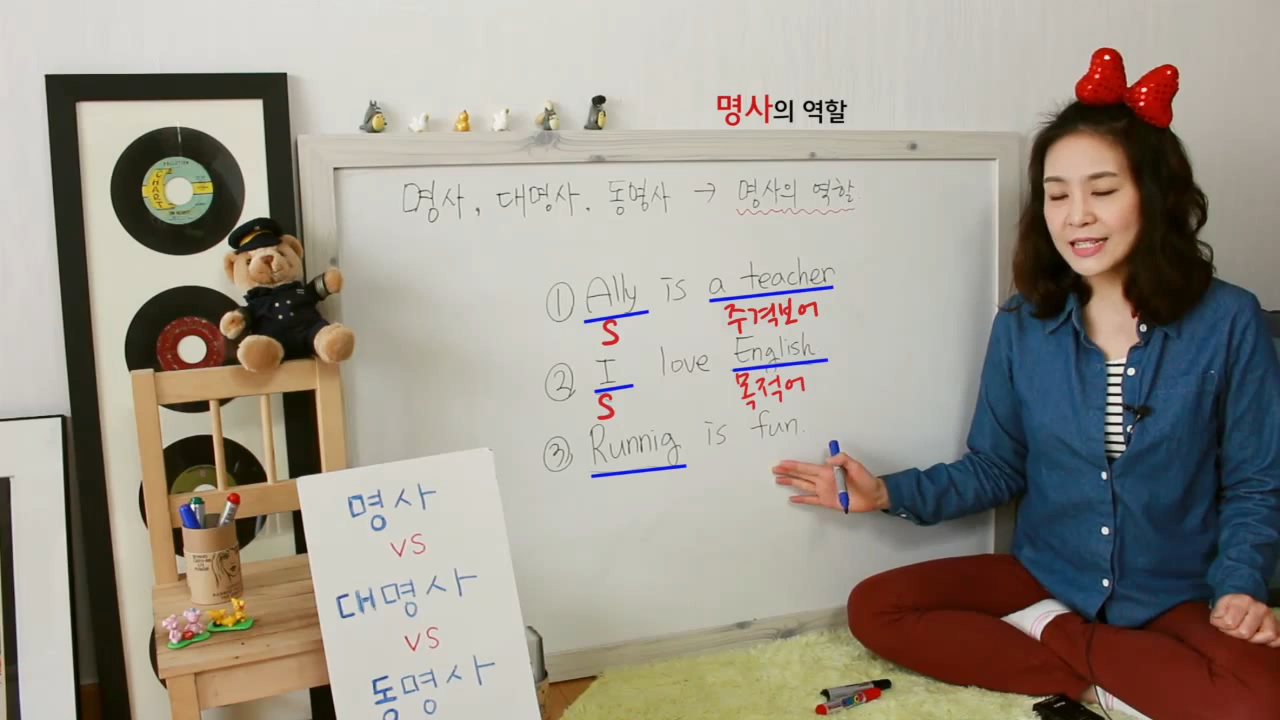 명사의 역할
명사, 대명사, 동명사 → 명사의 역할
① Ally is a teacher
S 주격보어
② I love English
S 목적어
③ Runnig is fun.
명사
VS
대명사
VS
동명사
CHART